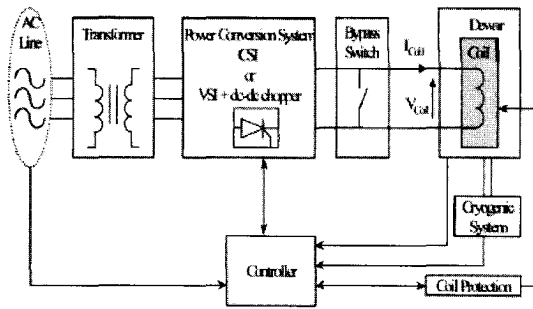 AC
Line
Transformer
Power Conversion System
CSI
or
VSI + dc-dc chopper
Bypass
Switch
I_Coil
V_Coil
Dewar
Coil
Cryogenic
System
Controller
Coil Protection